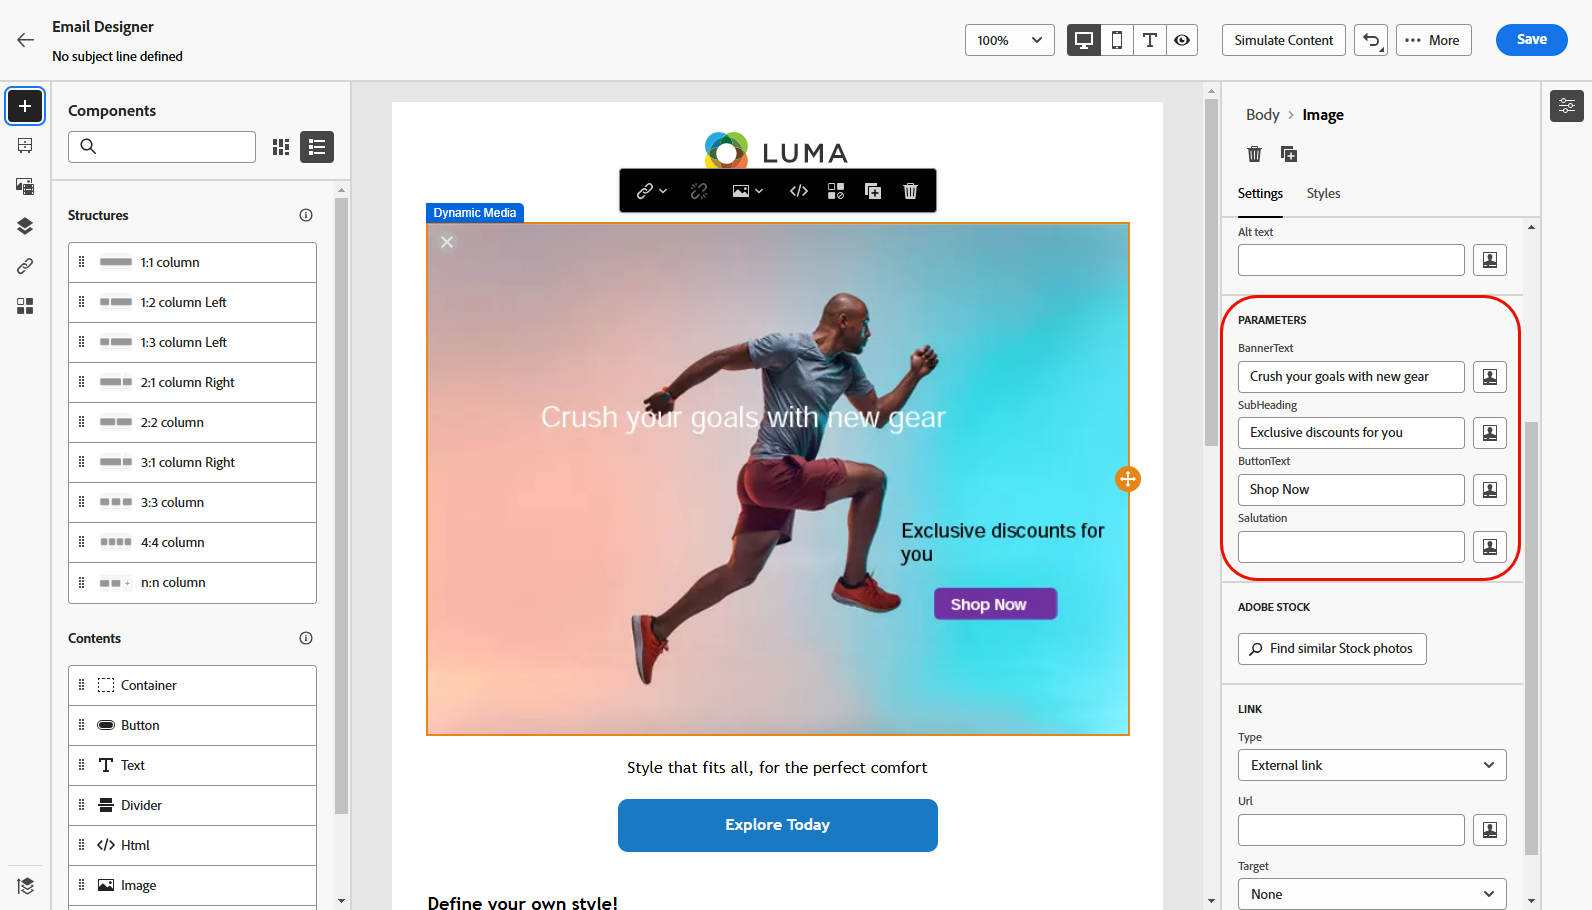 Email Designer
No subject line defined
100%
Simulate Content
More
Save
Components
Structures
1:1 column
1:2 column Left
1:3 column Left
2:1 column Right
2:2 column
3:1 column Right
3:3 column
4:4 column
n:n column
Contents
Container
Button
Text
Divider
Html
Image
LUMA
Dynamic Media
Crush your goals with new gear
Exclusive discounts for
you
Shop Now
Style that fits all, for the perfect comfort
Explore Today
Define your own style!
Body > Image
Settings Styles
Alt text
PARAMETERS
BannerText
Crush your goals with new gear
SubHeading
Exclusive discounts for you
ButtonText
Shop Now
Salutation
ADOBE STOCK
Find similar Stock photos
LINK
Type
External link
Url
Target
None